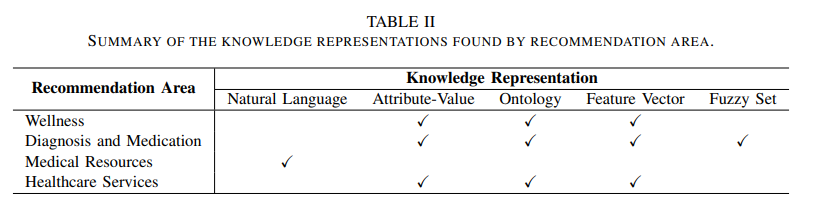 TABLE II
SUMMARY OF THE KNOWLEDGE REPRESENTATIONS FOUND BY RECOMMENDATION AREA.
Recommendation Area Knowledge Representation
Natural Language Attribute-Value Ontology Feature Vector Fuzzy Set
Wellness ✓ ✓ ✓
Diagnosis and Medication ✓ ✓ ✓ ✓
Medical Resources ✓
Healthcare Services ✓ ✓ ✓